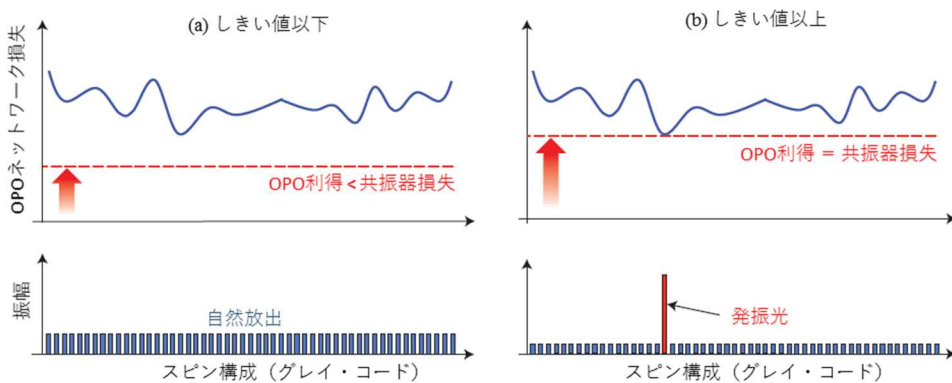 (a) しきい値以下
(b) しきい値以上
OPOネットワーク損失
OPO利得 < 共振器損失
OPO利得 = 共振器損失
振幅
自然放出
発振光
スピン構成（グレイ・コード）
スピン構成（グレイ・コード）